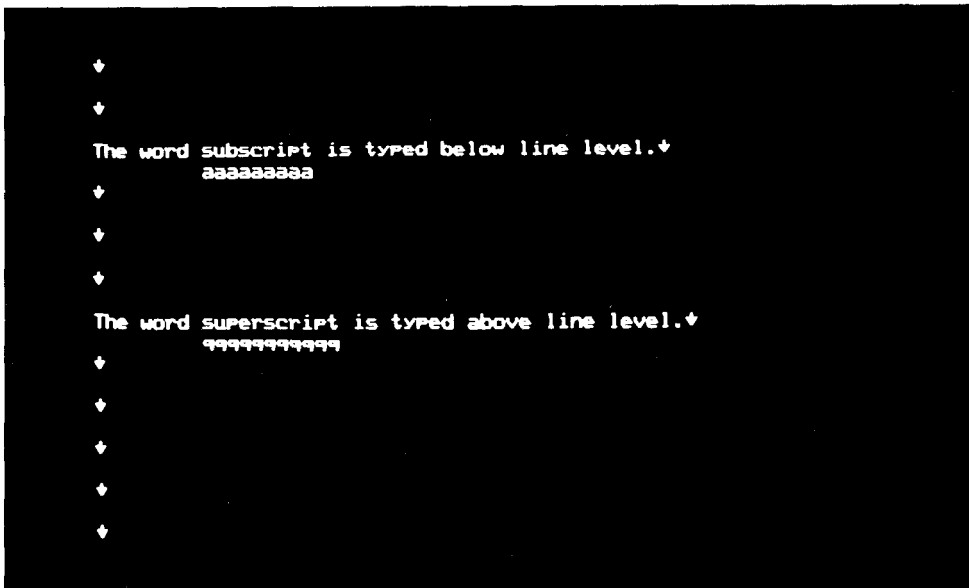 ↓
↓
The word subscript is typed below line level.↓
aaaaaaaaa
↓
↓
↓
The word superscript is typed above line level.↓
qqqqqqqqqqq
↓
↓
↓
↓
↓